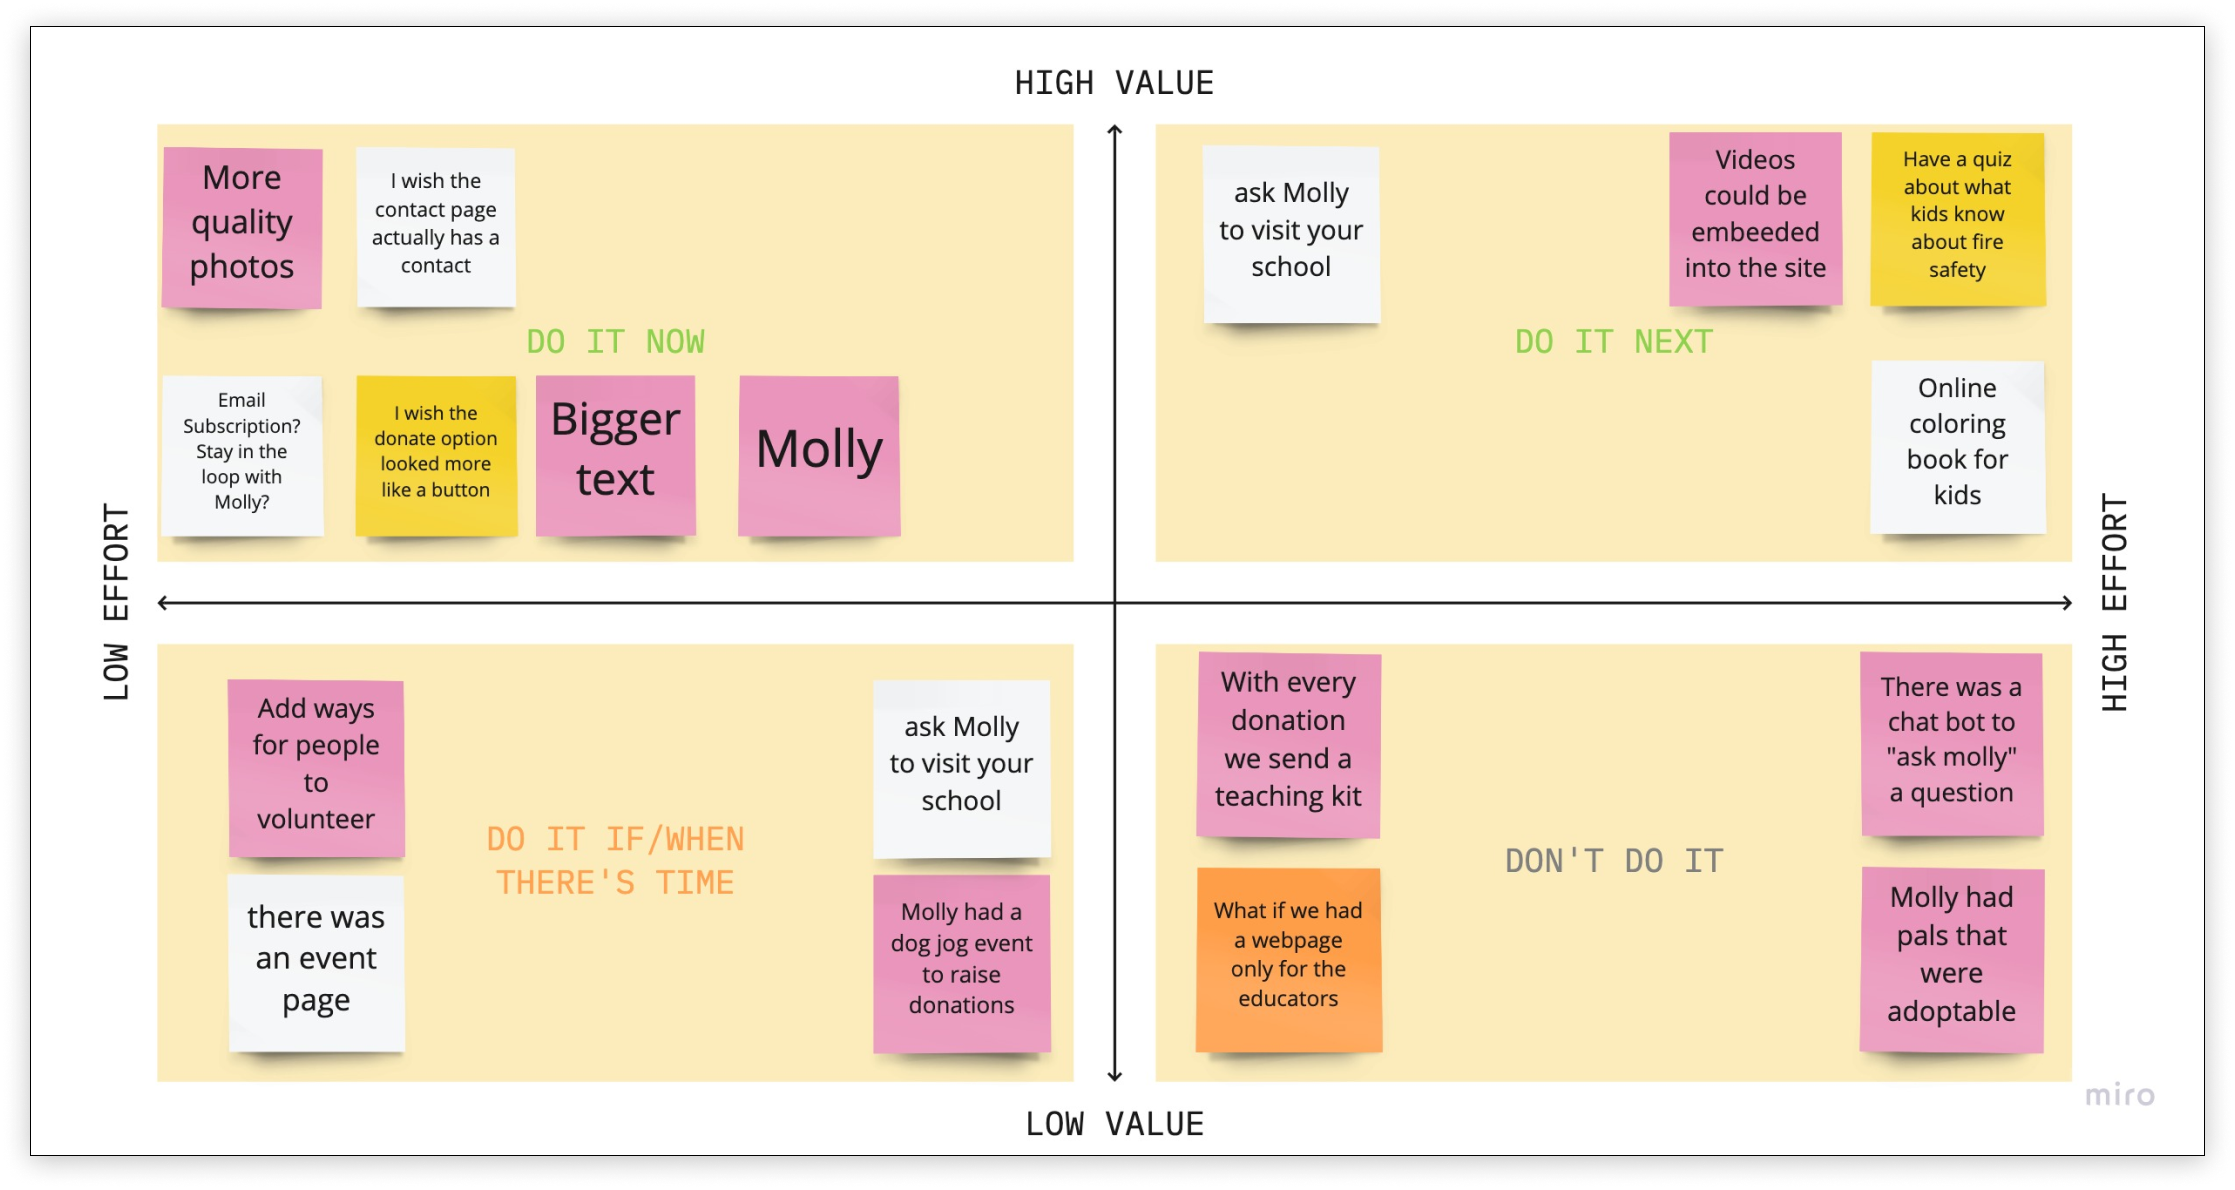 HIGH VALUE
More
quality
photos
I wish the
contact page
actually has a
contact
DO IT NOW
Email
Subscription?
Stay in the
loop with
Molly?
I wish the
donate option
looked more
like a button
Bigger
text
Molly
ask Molly
to visit your
school
Videos
could be
embeeded
into the site
Have a quiz
about what
kids know
about fire
safety
DO IT NEXT
Online
coloring
book for
kids
LOW EFFORT
HIGH EFFORT
Add ways
for people
to
volunteer
there was
an event
page
DO IT IF/WHEN
THERE'S TIME
ask Molly
to visit your
school
Molly had a
dog jog event
to raise
donations
With every
donation
we send a
teaching kit
What if we had
a webpage
only for the
educators
DON'T DO IT
There was a
chat bot to
"ask molly"
a question
Molly had
pals that
were
adoptable
LOW VALUE
miro